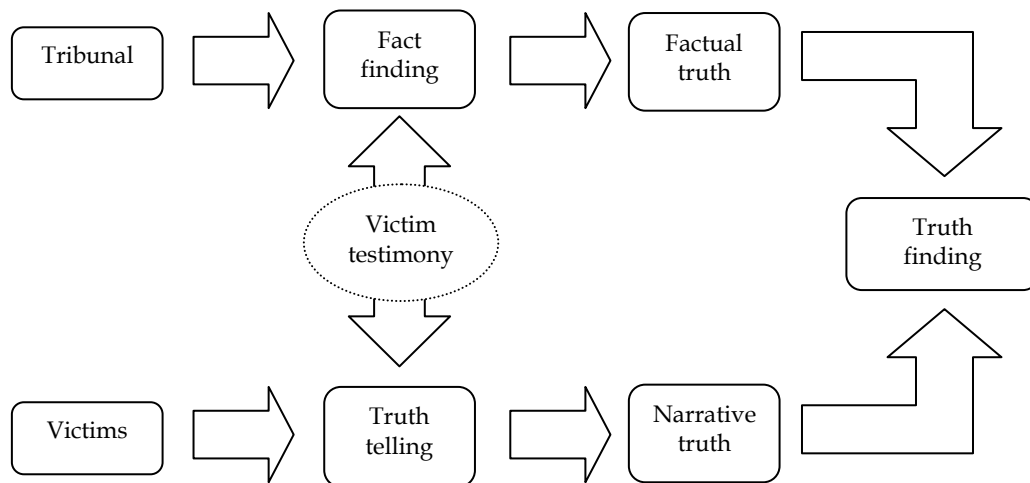 Tribunal
Fact
finding
Factual
truth
Victim
testimony
Truth
finding
Victims
Truth
telling
Narrative
truth